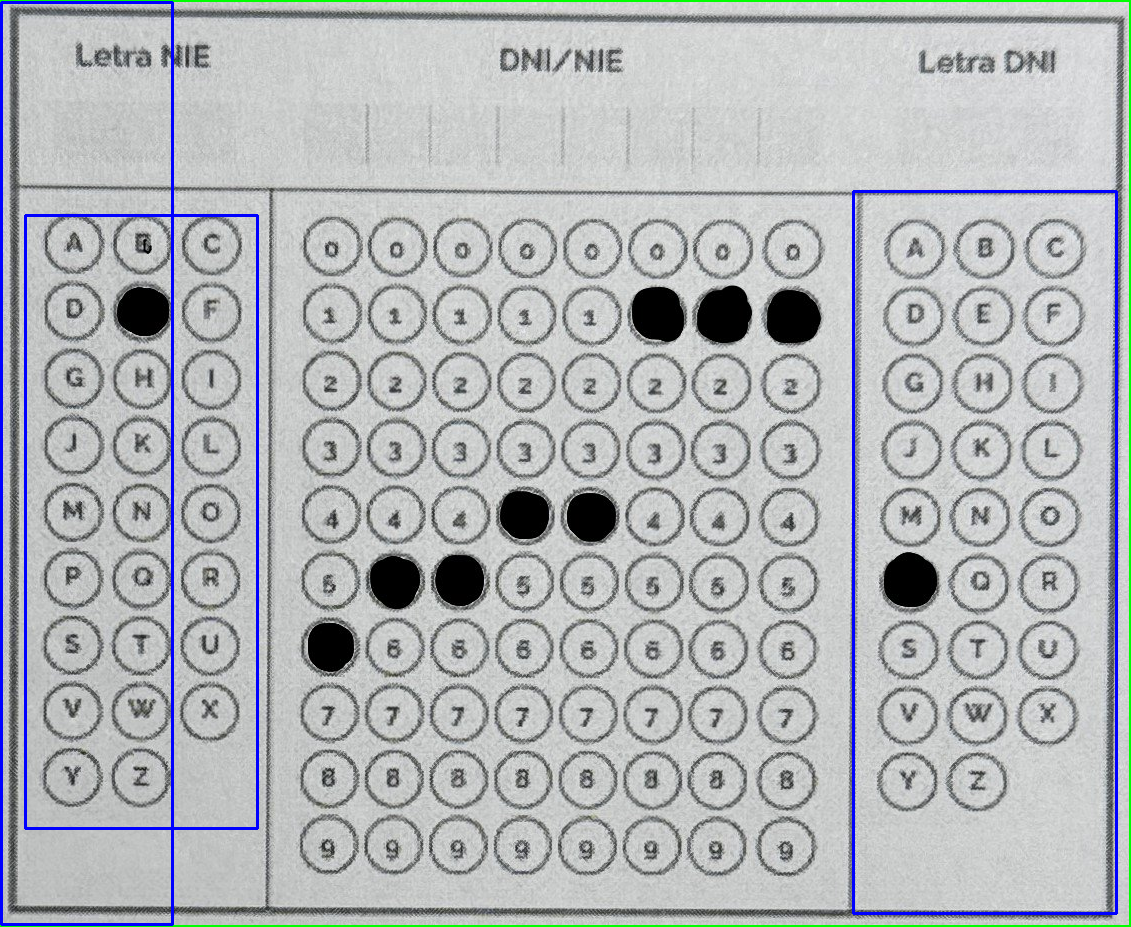 Letra NIE DNI/NIE Letra DNI
A B C 0 0 0 0 0 0 0 0 A B C
D F 1 1 1 1 1 D E F
G H I 2 2 2 2 2 2 2 2 G H I
J K L 3 3 3 3 3 3 3 3 J K L
M N O 4 4 4 4 4 4 M N O
P Q R 5 5 5 5 5 5 Q R
S T U 6 6 6 6 6 6 6 S T U
V W X 7 7 7 7 7 7 7 7 V W X
Y Z 8 8 8 8 8 8 8 8 Y Z
9 9 9 9 9 9 9 9